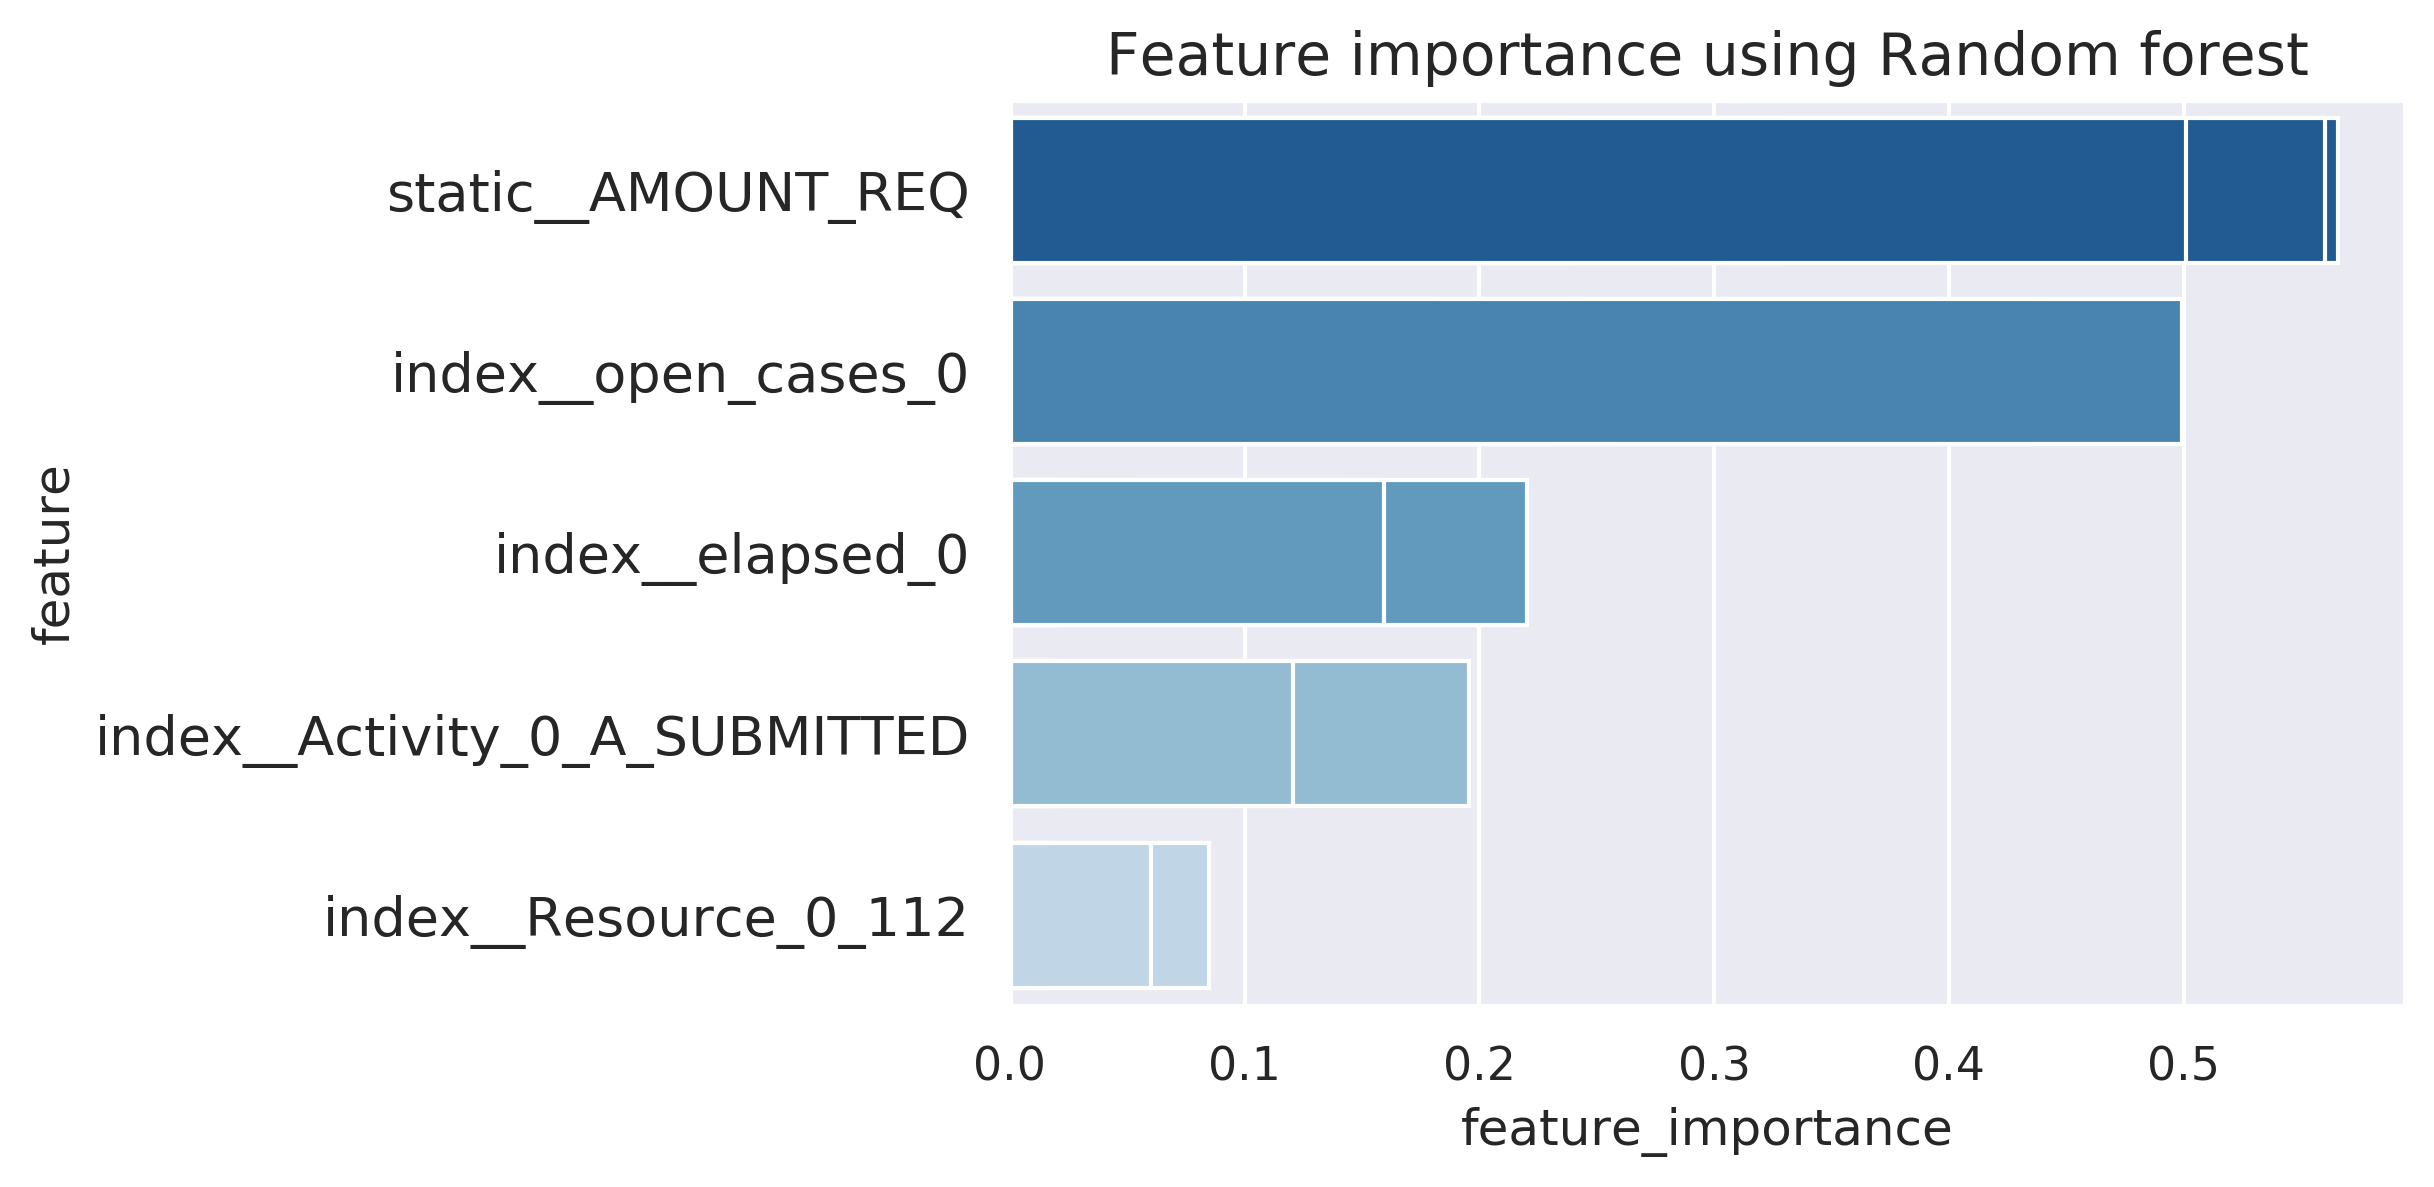 Feature importance using Random forest
feature
static__AMOUNT_REQ
index__open_cases_0
index__elapsed_0
index__Activity_0_A_SUBMITTED
index__Resource_0_112
0.0 0.1 0.2 0.3 0.4 0.5
feature_importance